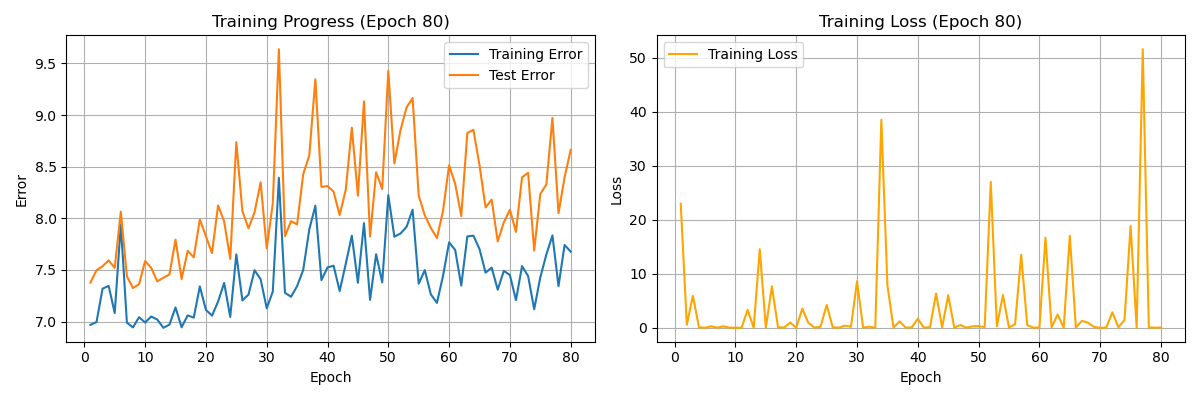 Training Progress (Epoch 80)
Error
9.5
9.0
8.5
8.0
7.5
7.0
Training Error
Test Error
0 10 20 30 40 50 60 70 80
Epoch
Training Loss (Epoch 80)
Loss
50
40
30
20
10
0
Training Loss
0 10 20 30 40 50 60 70 80
Epoch